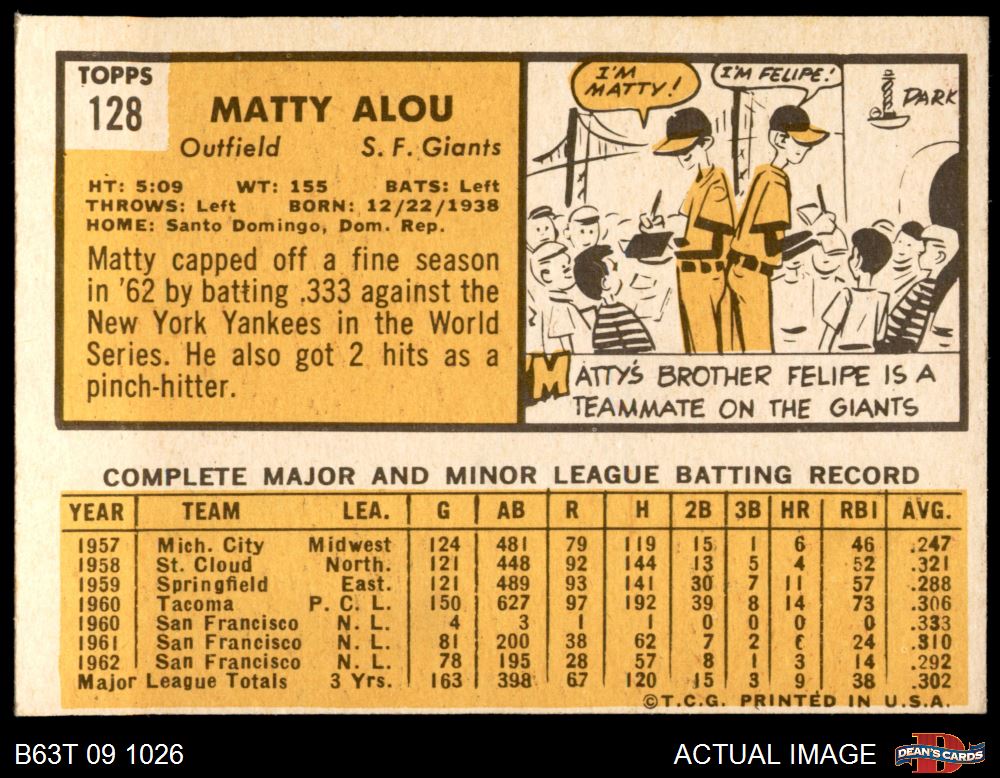 TOPPS
128
MATTY ALOU
Outfield S. F. Giants
HT: 5:09 WT: 155 BATS: Left
THROWS: Left BORN: 12/22/1938
HOME: Santo Domingo, Dom. Rep.
Matty capped off a fine season
in '62 by batting .333 against the
New York Yankees in the World
Series. He also got 2 hits as a
pinch-hitter.
I'M
MATTY!
I'M FELIPE!
PARK
MATTY'S BROTHER FELIPE IS A
TEAMMATE ON THE GIANTS
COMPLETE MAJOR AND MINOR LEAGUE BATTING RECORD
YEAR TEAM LEA. G AB R H 2B 3B HR RBI AVG.
1957 Mich. City Midwest 124 481 79 119 15 1 6 46 .247
1958 St. Cloud North. 121 448 92 144 13 5 4 52 .321
1959 Springfield East. 121 489 93 141 30 7 11 57 .288
1960 Tacoma P. C. L. 150 627 97 192 39 8 14 73 .306
1960 San Francisco N. L. 4 3 1 1 0 0 0 0 .333
1961 San Francisco N. L. 81 200 38 62 7 2 6 24 .310
1962 San Francisco N. L. 78 195 28 57 8 1 3 14 .292
Major League Totals 3 Yrs. 163 398 67 120 15 3 9 38 .302
©T.C.G. PRINTED IN U.S.A.
B63T 09 1026
ACTUAL IMAGE
DEAN'S CARDS